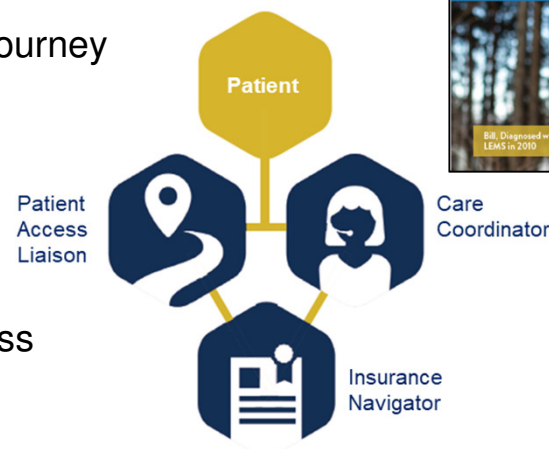 ourney
Patient
Bill, Diagnosed w
LEMS in 2010
Patient
Access
Liaison
Care
Coordinator
ss
Insurance
Navigator